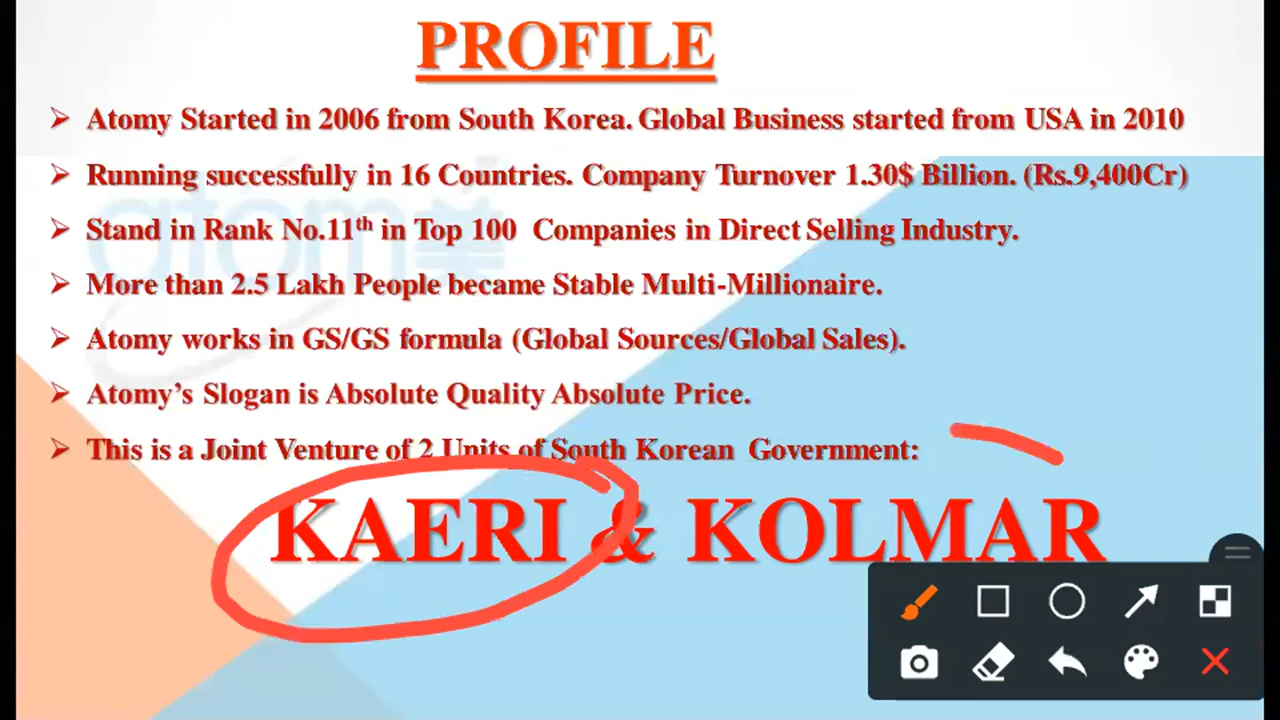 PROFILE
Atomy Started in 2006 from South Korea. Global Business started from USA in 2010
Running successfully in 16 Countries. Company Turnover 1.30$ Billion. (Rs.9,400Cr)
Stand in Rank No.11th in Top 100 Companies in Direct Selling Industry.
More than 2.5 Lakh People became Stable Multi-Millionaire.
Atomy works in GS/GS formula (Global Sources/Global Sales).
Atomy’s Slogan is Absolute Quality Absolute Price.
This is a Joint Venture of 2 Units of South Korean Government:
KAERI & KOLMAR